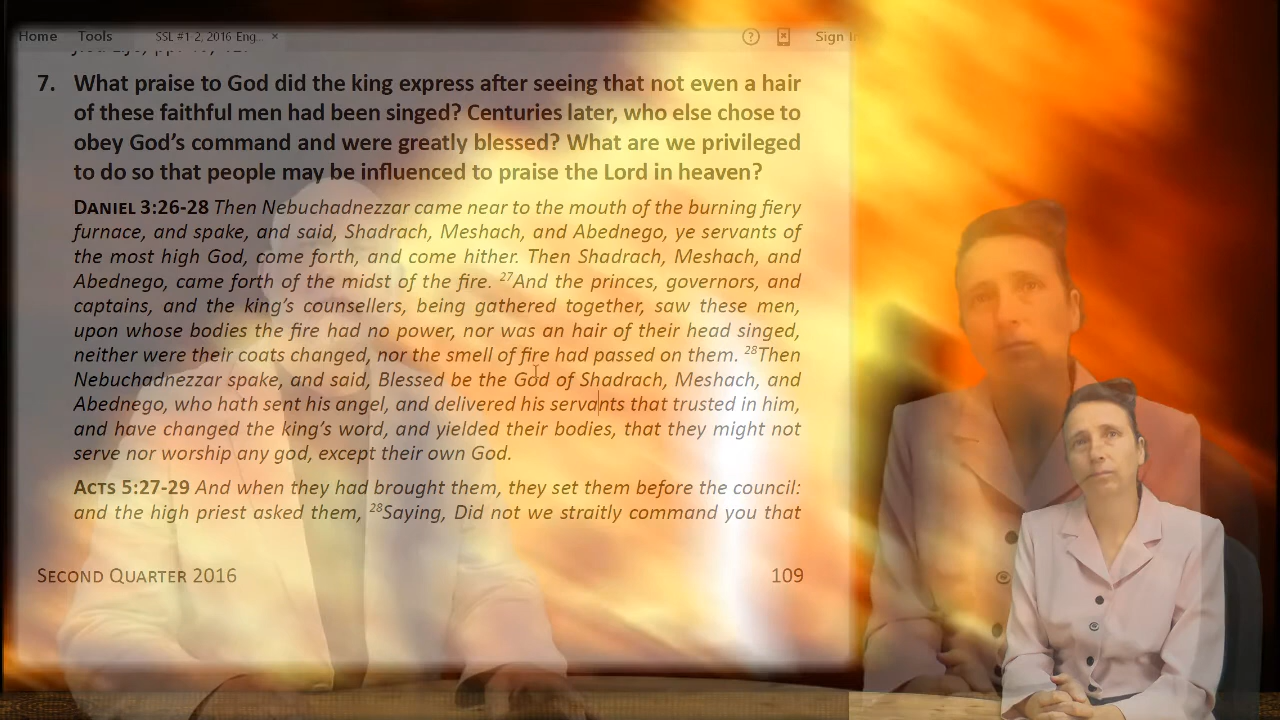 Home Tools SSL #1-2, 2016-Eng... × ? Sign In
7. What praise to God did the king express after seeing that not even a hair
of these faithful men had been singed? Centuries later, who else chose to
obey God's command and were greatly blessed? What are we privileged
to do so that people may be influenced to praise the Lord in heaven?
DANIEL 3:26-28 Then Nebuchadnezzar came near to the mouth of the burning fiery
furnace, and spake, and said, Shadrach, Meshach, and Abednego, ye servants of
the most high God, come forth, and come hither. Then Shadrach, Meshach, and
Abednego, came forth of the midst of the fire. 27And the princes, governors, and
captains, and the king's counsellers, being gathered together, saw these men,
upon whose bodies the fire had no power, nor was an hair of their head singed,
neither were their coats changed, nor the smell of fire had passed on them. 28Then
Nebuchadnezzar spake, and said, Blessed be the God of Shadrach, Meshach, and
Abednego, who hath sent his angel, and delivered his servants that trusted in him,
and have changed the king's word, and yielded their bodies, that they might not
serve nor worship any god, except their own God.
ACTS 5:27-29 And when they had brought them, they set them before the council:
and the high priest asked them, 28Saying, Did not we straitly command you that
SECOND QUARTER 2016 109